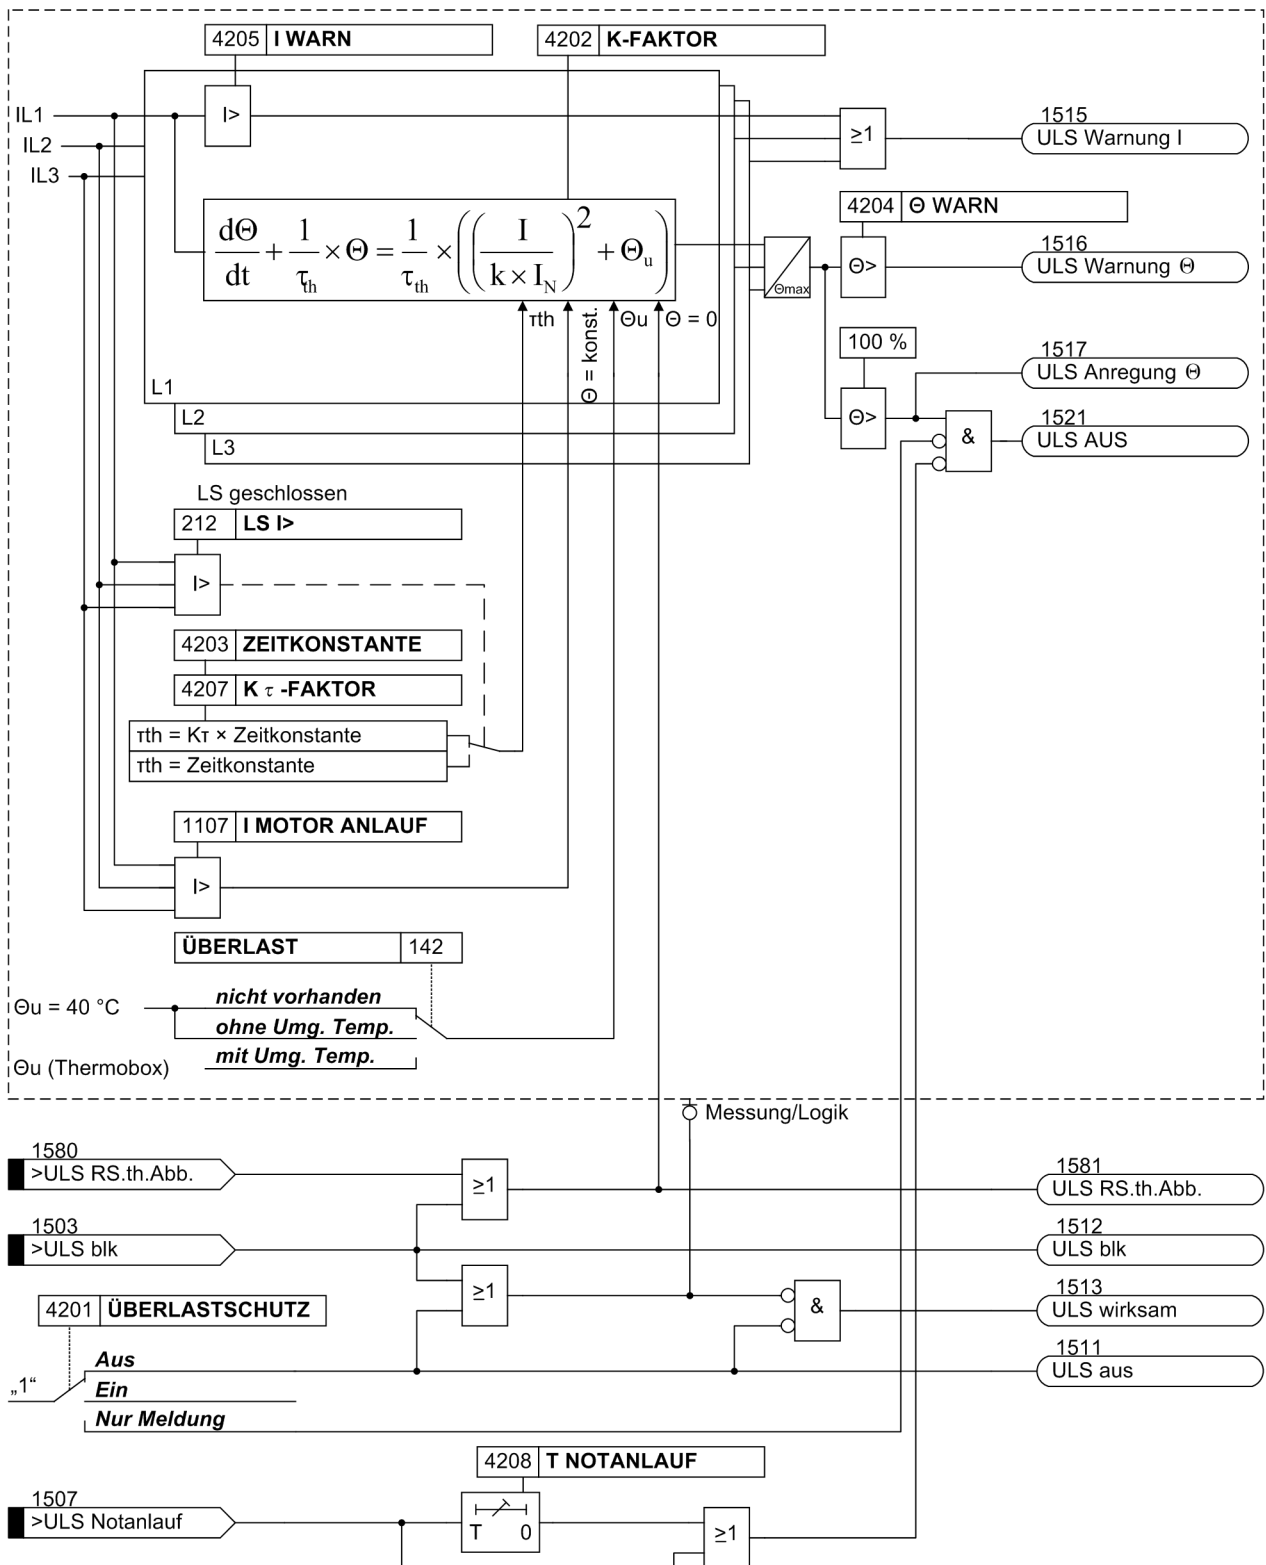 4205 I WARN
4202 K-FAKTOR
IL1
IL2
IL3
I>
≥1
1515
ULS Warnung I
4204 Θ WARN
dΘ/dt + 1/τth × Θ = 1/τth × ((I/(k × IN))² + Θu)
Θmax
Θ>
1516
ULS Warnung Θ
τth
Θ = konst.
Θu
Θ = 0
100 %
1517
ULS Anregung Θ
L1
L2
L3
Θ>
&
1521
ULS AUS
LS geschlossen
212 LS I>
I>
4203 ZEITKONSTANTE
4207 K τ -FAKTOR
τth = Kτ × Zeitkonstante
τth = Zeitkonstante
1107 I MOTOR ANLAUF
I>
ÜBERLAST 142
Θu = 40 °C
nicht vorhanden
ohne Umg. Temp.
mit Umg. Temp.
Θu (Thermobox)
Messung/Logik
1580
>ULS RS.th.Abb.
≥1
1581
ULS RS.th.Abb.
1503
>ULS blk
1512
ULS blk
≥1
&
1513
ULS wirksam
4201 ÜBERLASTSCHUTZ
1511
ULS aus
„1“
Aus
Ein
Nur Meldung
4208 T NOTANLAUF
1507
>ULS Notanlauf
T 0
≥1